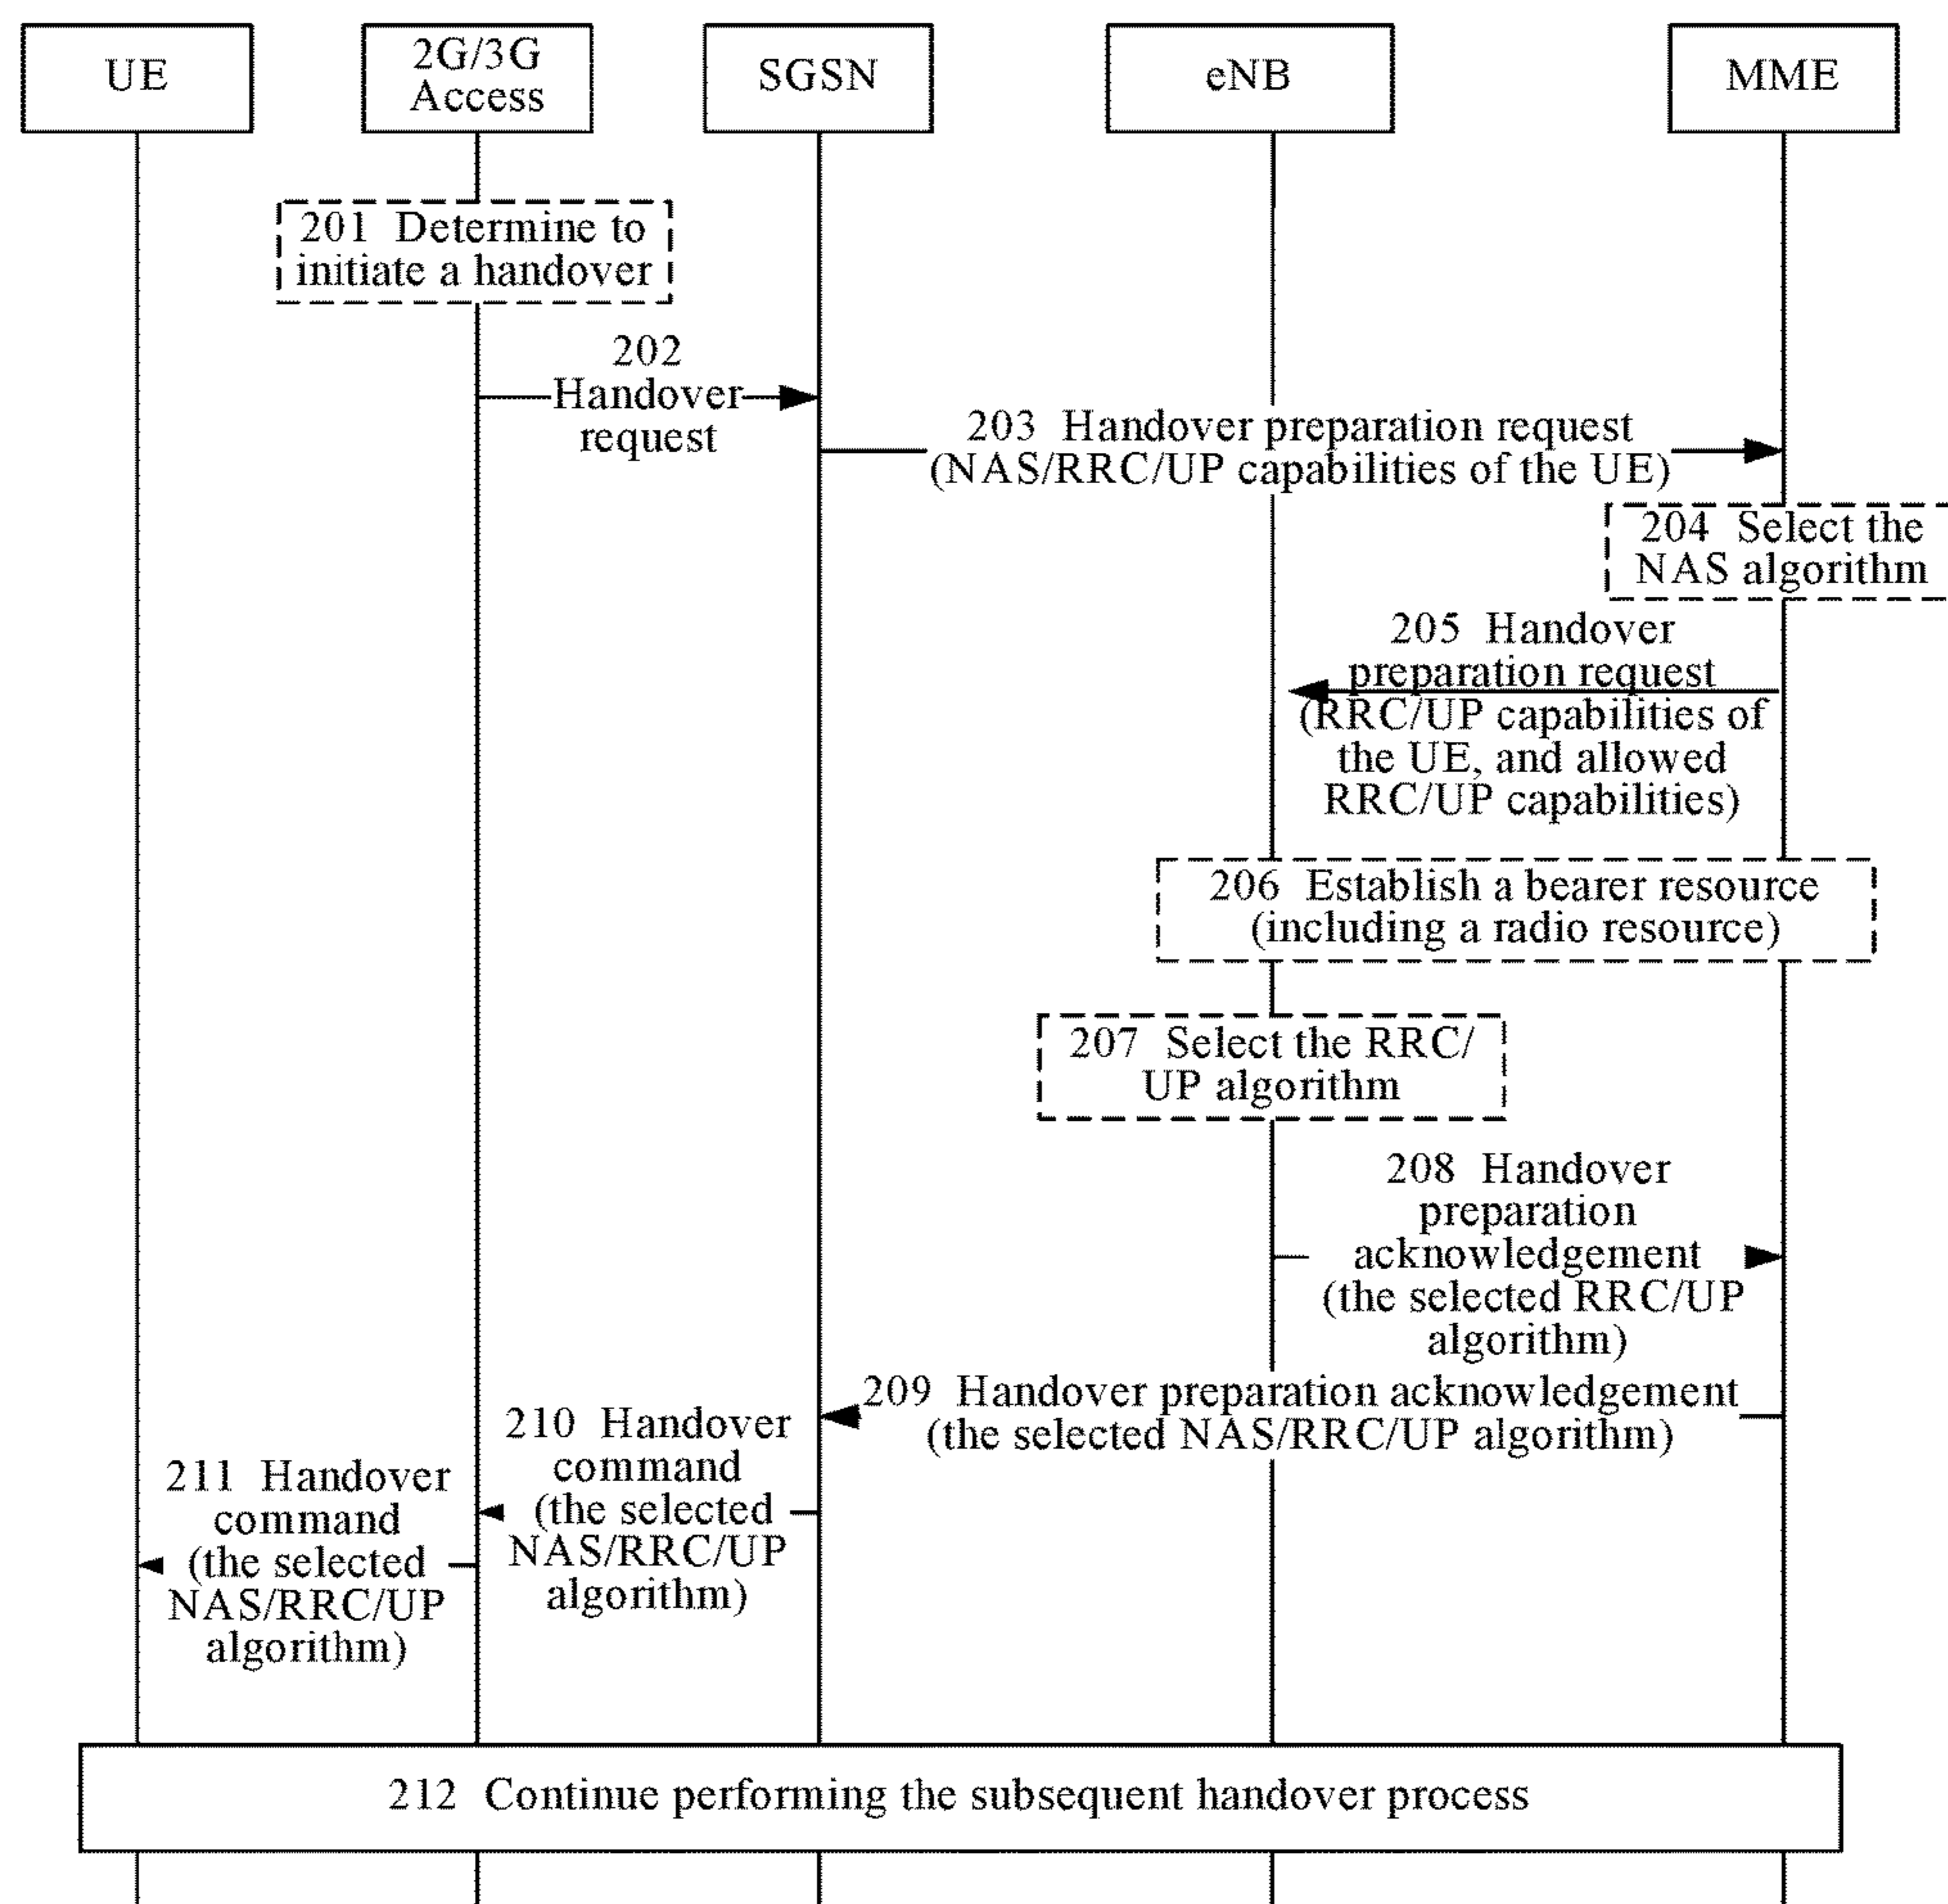 UE
2G/3G
Access
SGSN
eNB
MME
201 Determine to
initiate a handover
202
Handover
request
203 Handover preparation request
(NAS/RRC/UP capabilities of the UE)
204 Select the
NAS algorithm
205 Handover
preparation request
(RRC/UP capabilities of
the UE, and allowed
RRC/UP capabilities)
206 Establish a bearer resource
(including a radio resource)
207 Select the RRC/
UP algorithm
208 Handover
preparation
acknowledgement
(the selected RRC/UP
algorithm)
209 Handover preparation acknowledgement
(the selected NAS/RRC/UP algorithm)
210 Handover
command
(the selected
NAS/RRC/UP
algorithm)
211 Handover
command
(the selected
NAS/RRC/UP
algorithm)
212 Continue performing the subsequent handover process